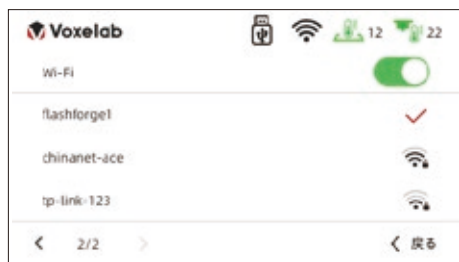 Voxelab 12 22
Wi-Fi
flashforge1
chinanet-ace
tp-link-123
< 2/2 > < 戻る